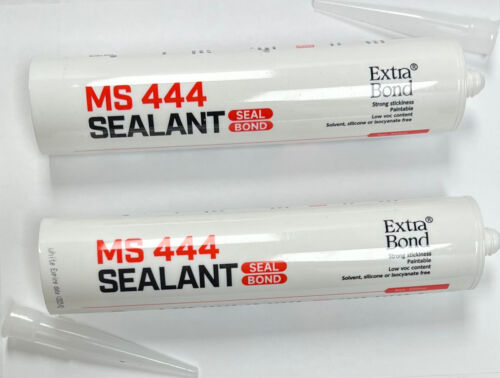 MS 444
SEALANT
SEAL
BOND
Extra®
Bond
Strong stickiness
Paintable
Low voc content
Solvent, silicone or isocyanate free
MS 444
SEALANT
SEAL
BOND
Extra®
Bond
Strong stickiness
Paintable
Low voc content
Solvent, silicone or isocyanate free